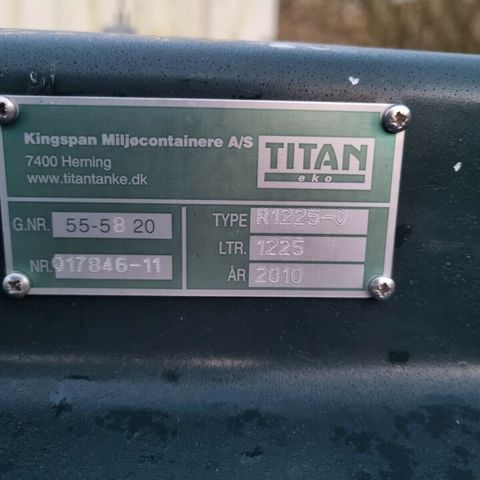 Kingspan Miljøcontainere A/S
7400 Herning
www.titantanke.dk
TITAN
eko
G.NR. 55-58 20
NR. 017846-11
TYPE R1225-0
LTR. 1225
ÅR 2010